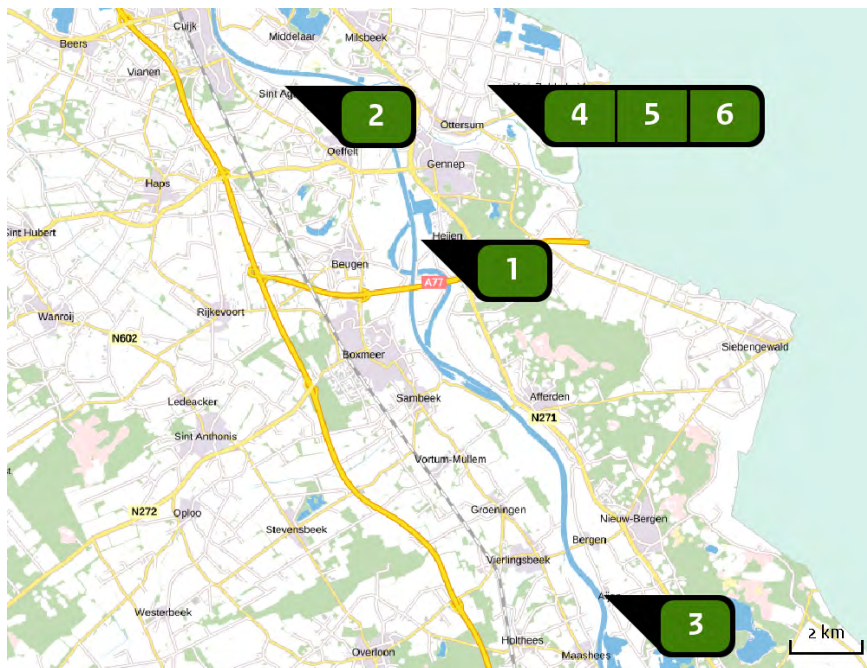 Cuijk
Beers
Middelaar
Milsbeek
Vianen
Sint Ag
2
4 5 6
Ottersum
Oeffelt
Gennep
Haps
Sint Hubert
Heijen
Beugen
1
A77
Wanroij
Rijkevoort
N602
Boxmeer
Siebengewald
Ledeacker
Sambeek
Afferden
N271
Sint Anthonis
Vortum-Mullem
N272
Oploo
Stevensbeek
Groeningen
Nieuw-Bergen
Bergen
Vierlingsbeek
Westerbeek
3
Overloon
Holthees
Maashees
2 km